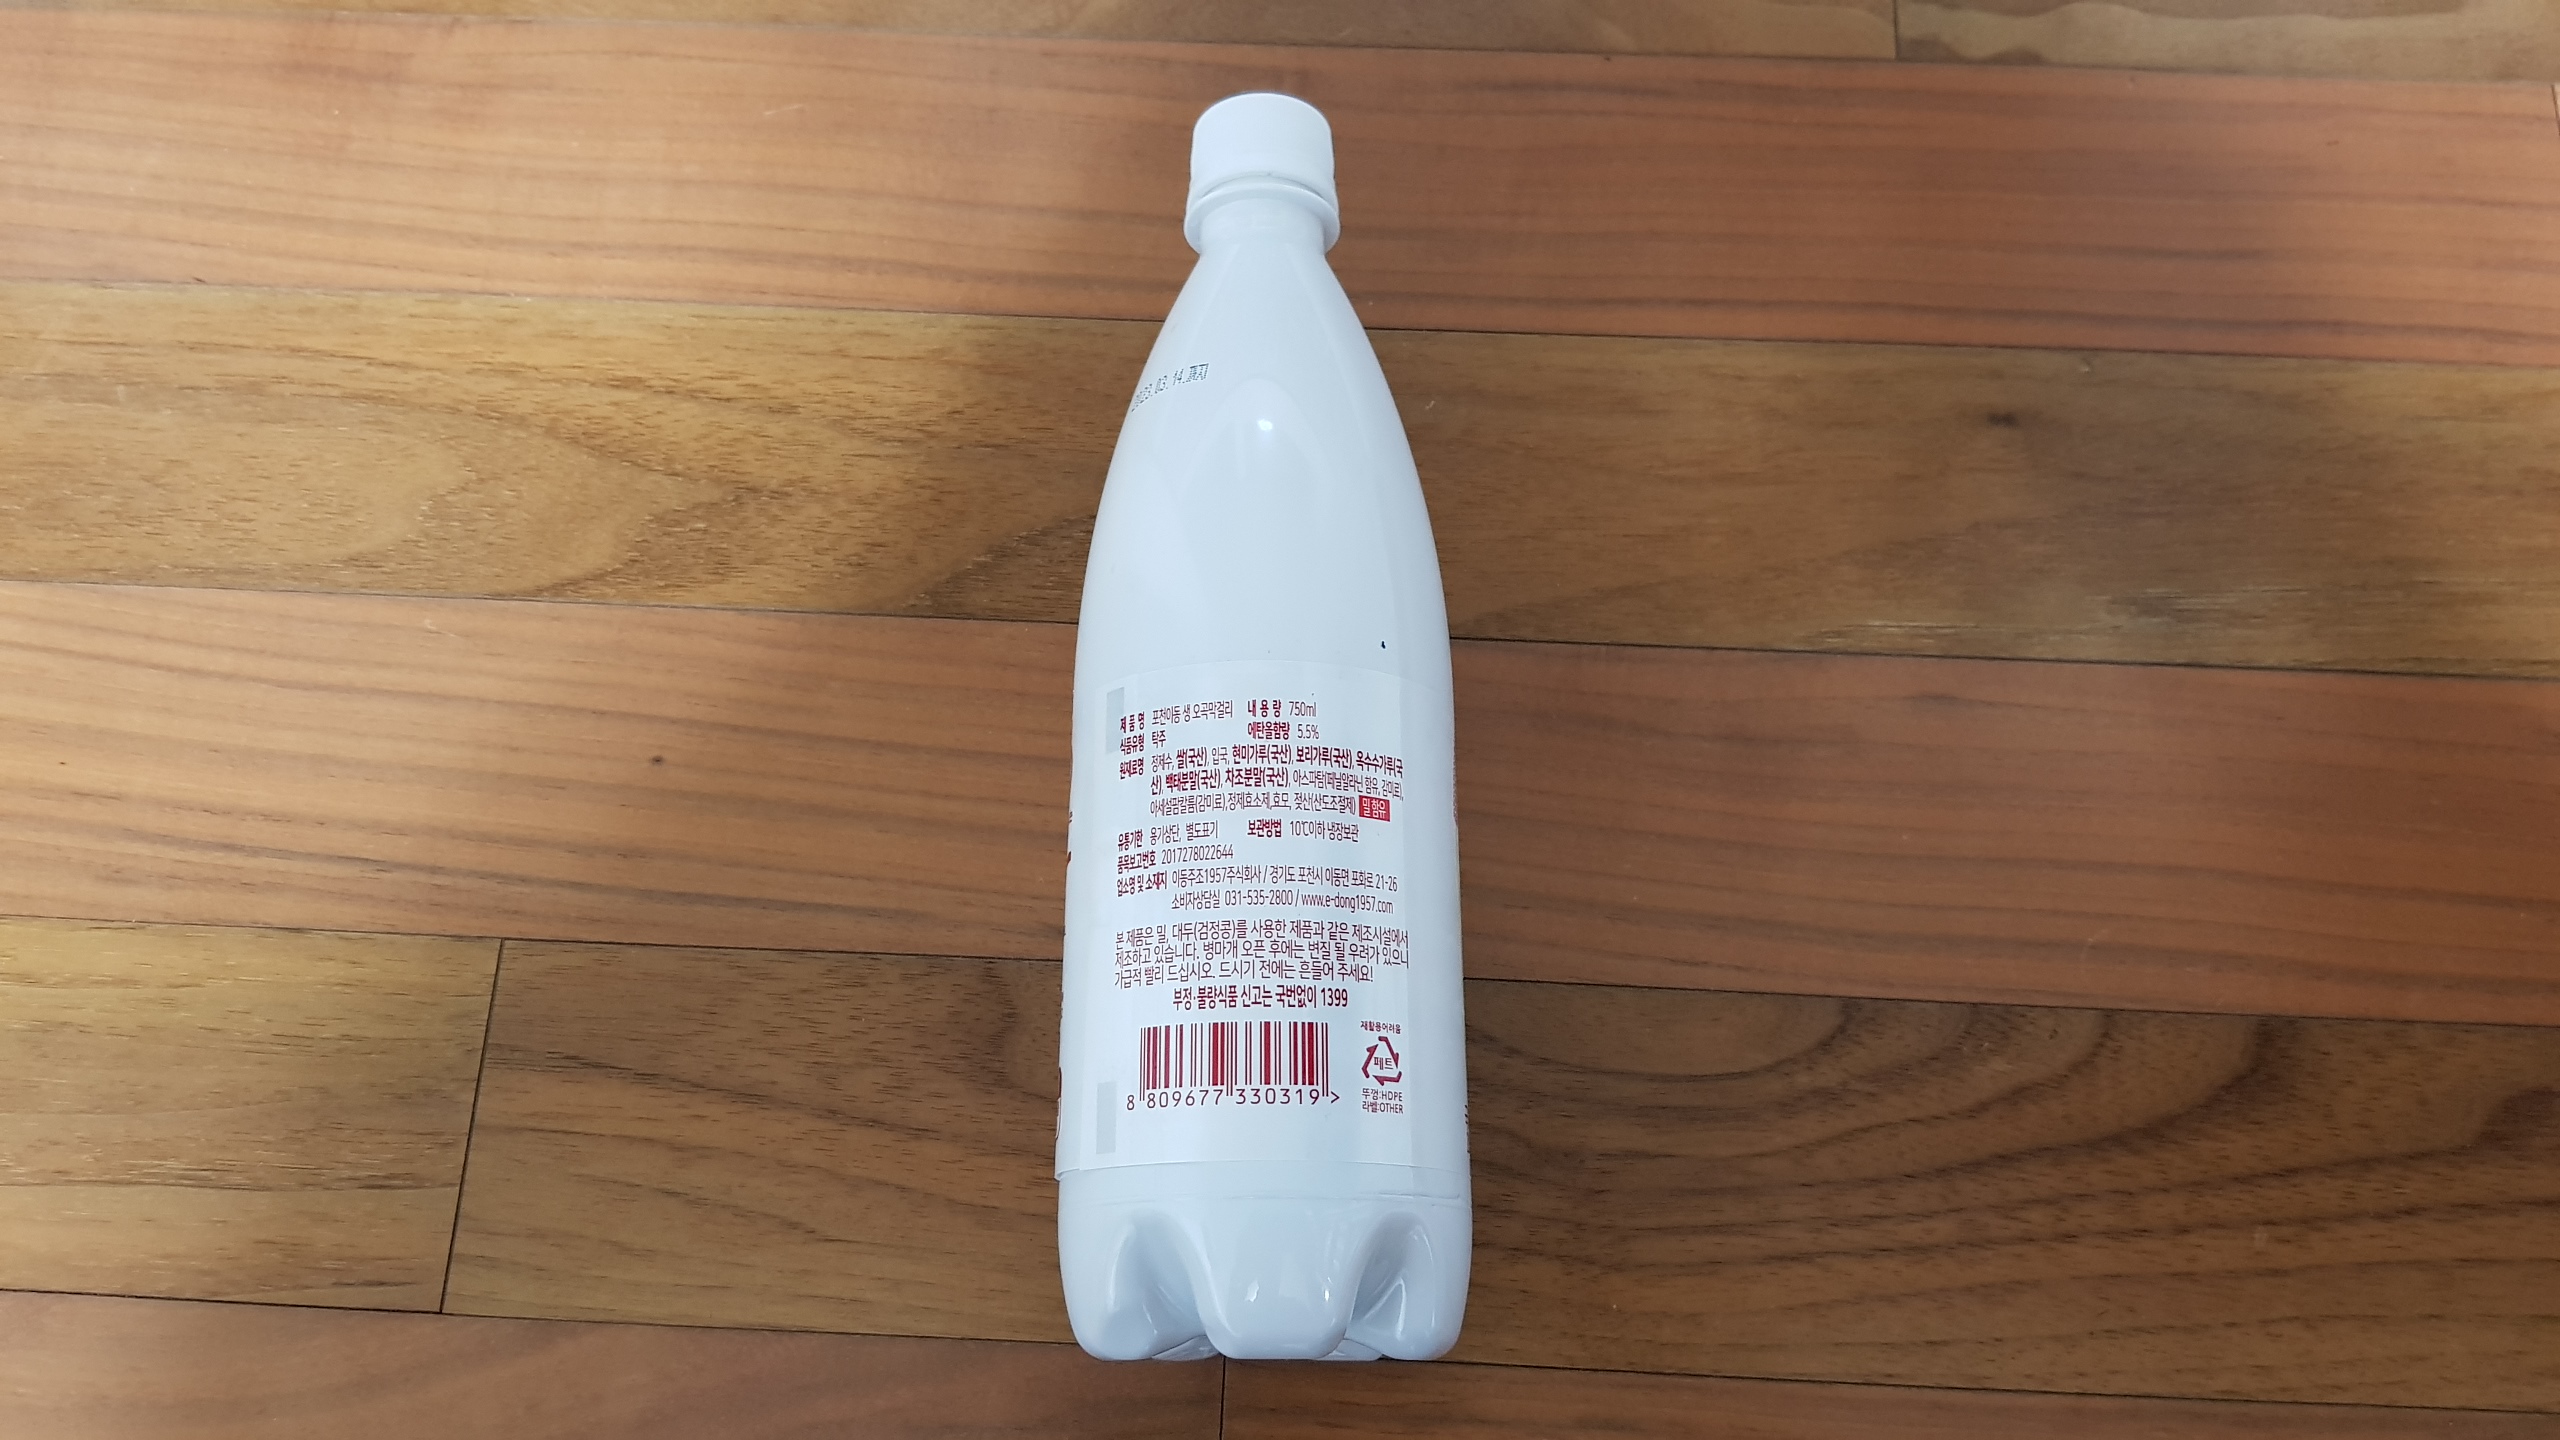 03. 14.까지
제 품 명 포천이동 생 오곡막걸리 내 용 량 750ml
식품유형 탁주 에탄올함량 5.5%
원재료명 정제수, 쌀(국산), 입국, 현미가루(국산), 보리가루(국산), 옥수수가루(국
산), 백태분말(국산), 차조분말(국산), 아스파탐(페닐알라닌 함유, 감미료),
아세설팜칼륨(감미료),정제효소제,효모, 젖산(산도조절제) 밀 함유
유통기한 용기상단, 별도표기 보관방법 10℃이하 냉장보관
품목보고번호 2017278022644
업소명 및 소재지 이동주조1957주식회사 / 경기도 포천시 이동면 포화로 21-26
소비자상담실 031-535-2800 / www.e-dong1957.com
본 제품은 밀, 대두(검정콩)를 사용한 제품과 같은 제조시설에서
제조하고 있습니다. 병마개 오픈 후에는 변질 될 우려가 있으니
가급적 빨리 드십시오. 드시기 전에는 흔들어 주세요!
부정·불량식품 신고는 국번없이 1399
재활용어려움
페트
8 809677 330319 >
뚜껑:HDPE
라벨:OTHER